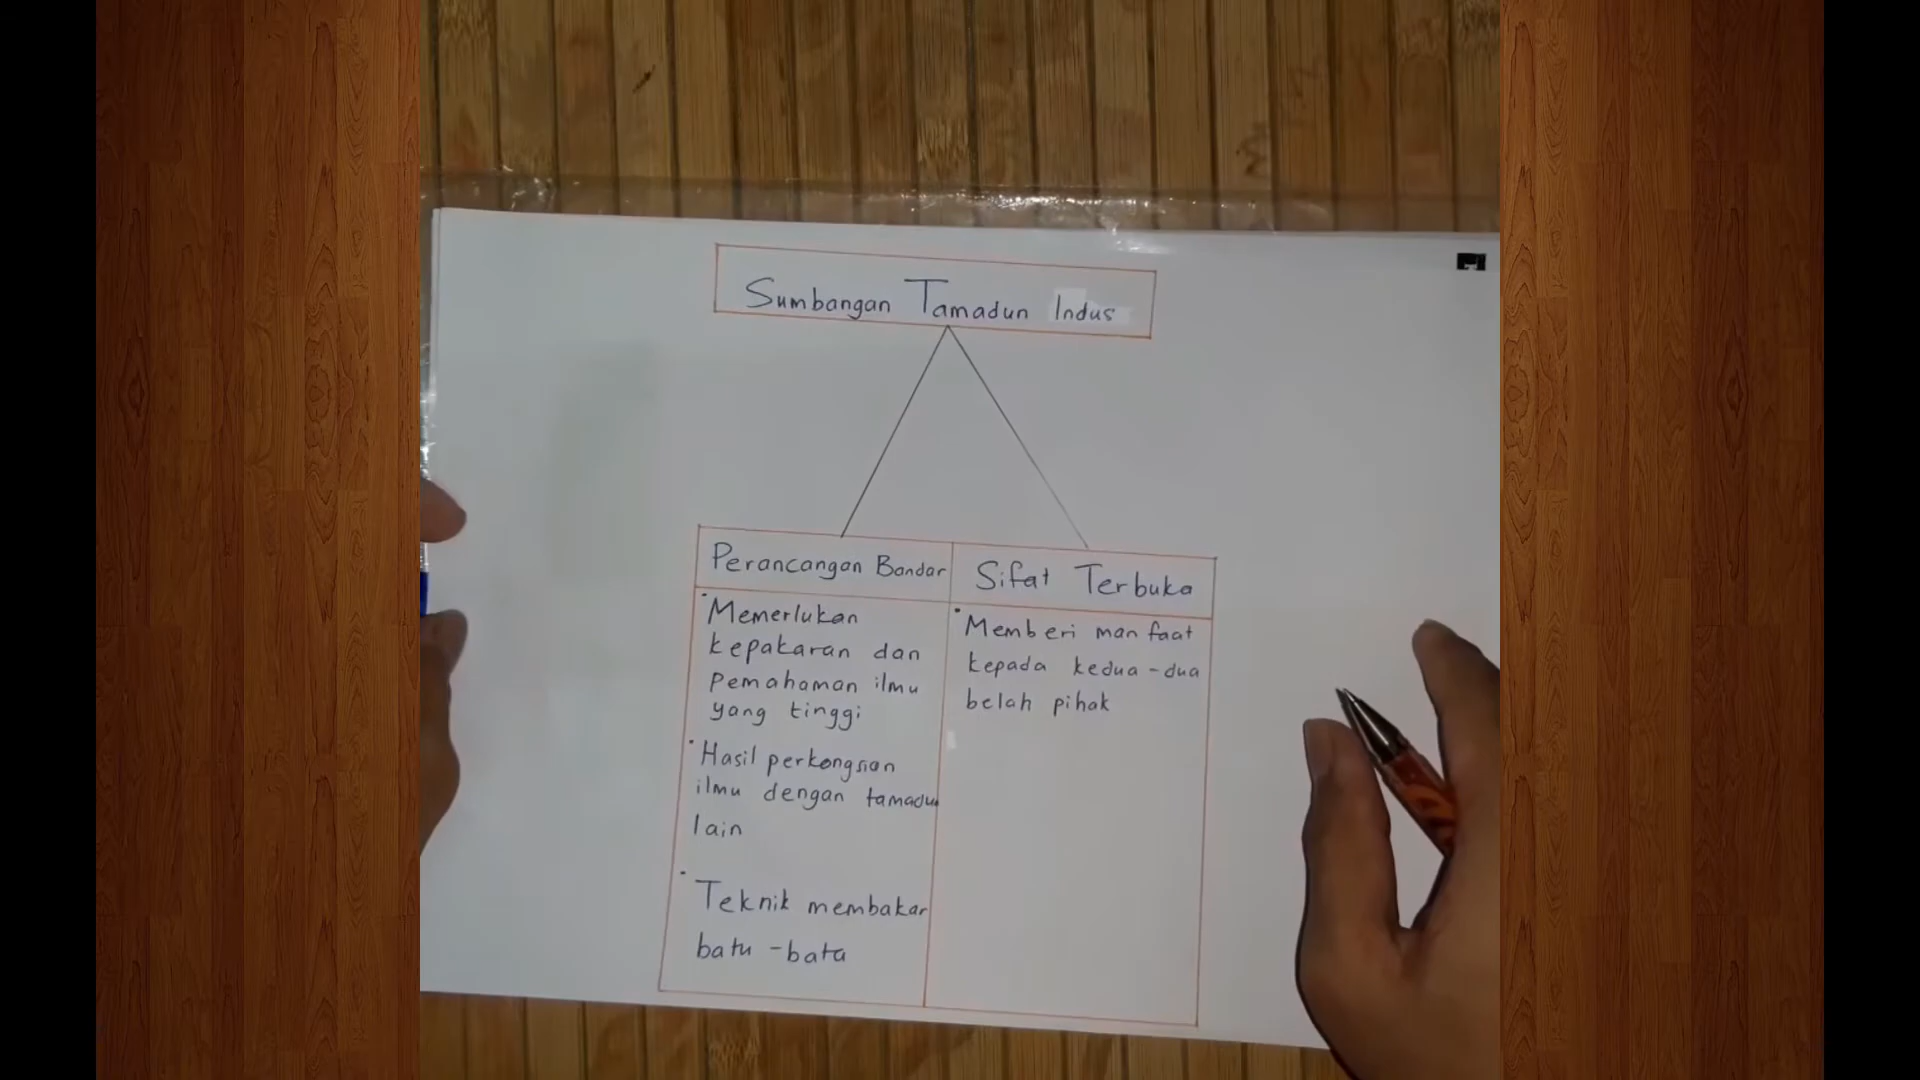 Sumbangan Tamadun Indus
Perancangan Bandar
Memerlukan
kepakaran dan
pemahaman ilmu
yang tinggi
Hasil perkongsian
ilmu dengan tamadun
lain
Teknik membakar
batu-bata
Sifat Terbuka
Memberi manfaat
kepada kedua-dua
belah pihak